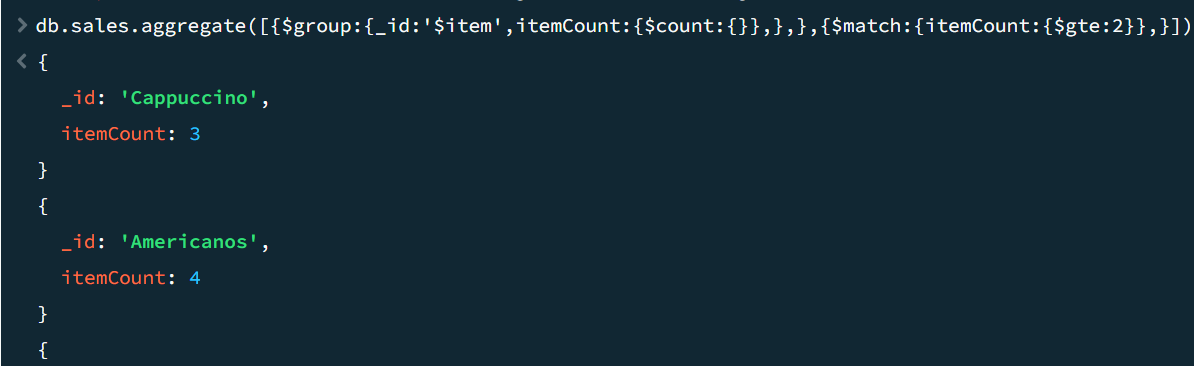 > db.sales.aggregate([{$group:{_id:'$item',itemCount:{$count:{}},},},{$match:{itemCount:{$gte:2}},}])
< {
_id: 'Cappuccino',
itemCount: 3
}
{
_id: 'Americanos',
itemCount: 4
}
{